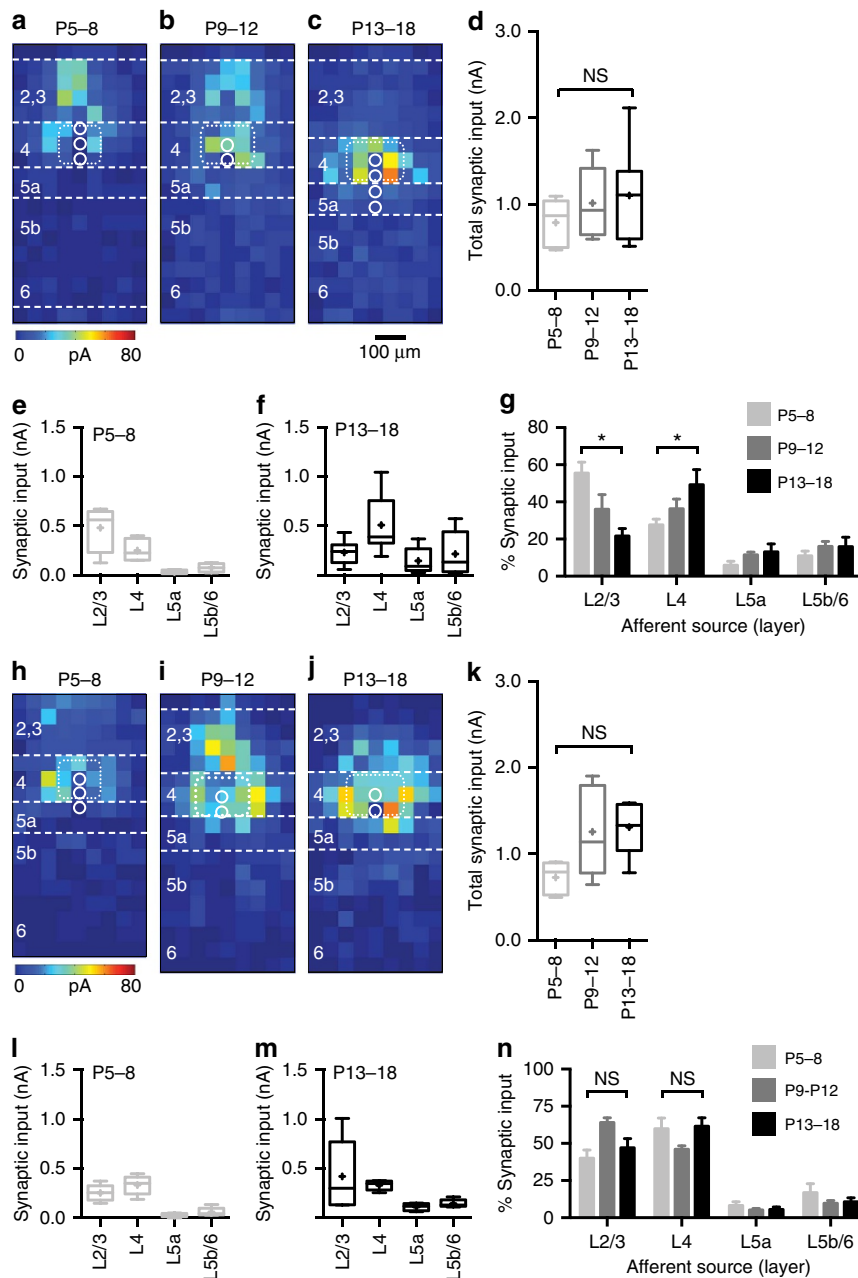 a P5–8
b P9–12
c P13–18
d
2,3
4
5a
5b
6
2,3
4
5a
5b
6
2,3
4
5a
5b
6
0 pA 80
100 μm
Total synaptic input (nA)
3.0
2.0
1.0
0.0
NS
P5–8
P9–12
P13–18
e
Synaptic input (nA)
1.5
1.0
0.5
P5–8
L2/3
L4
L5a
L5b/6
f
Synaptic input (nA)
1.5
1.0
0.5
P13–18
L2/3
L4
L5a
L5b/6
g
% Synaptic input
80
60
40
20
0
*
*
P5–8
P9–12
P13–18
L2/3 L4 L5a L5b/6
Afferent source (layer)
h P5–8
i P9–12
j P13–18
k
2,3
4
5a
5b
6
2,3
4
5a
5b
6
2,3
4
5a
5b
6
0 pA 80
Total synaptic input (nA)
3.0
2.0
1.0
0.0
NS
P5–8
P9–12
P13–18
l
Synaptic input (nA)
1.5
1.0
0.5
P5–8
L2/3
L4
L5a
L5b/6
m
Synaptic input (nA)
1.5
1.0
0.5
P13–18
L2/3
L4
L5a
L5b/6
n
% Synaptic input
100
75
50
25
0
NS
NS
P5–8
P9-P12
P13–18
L2/3 L4 L5a L5b/6
Afferent source (layer)